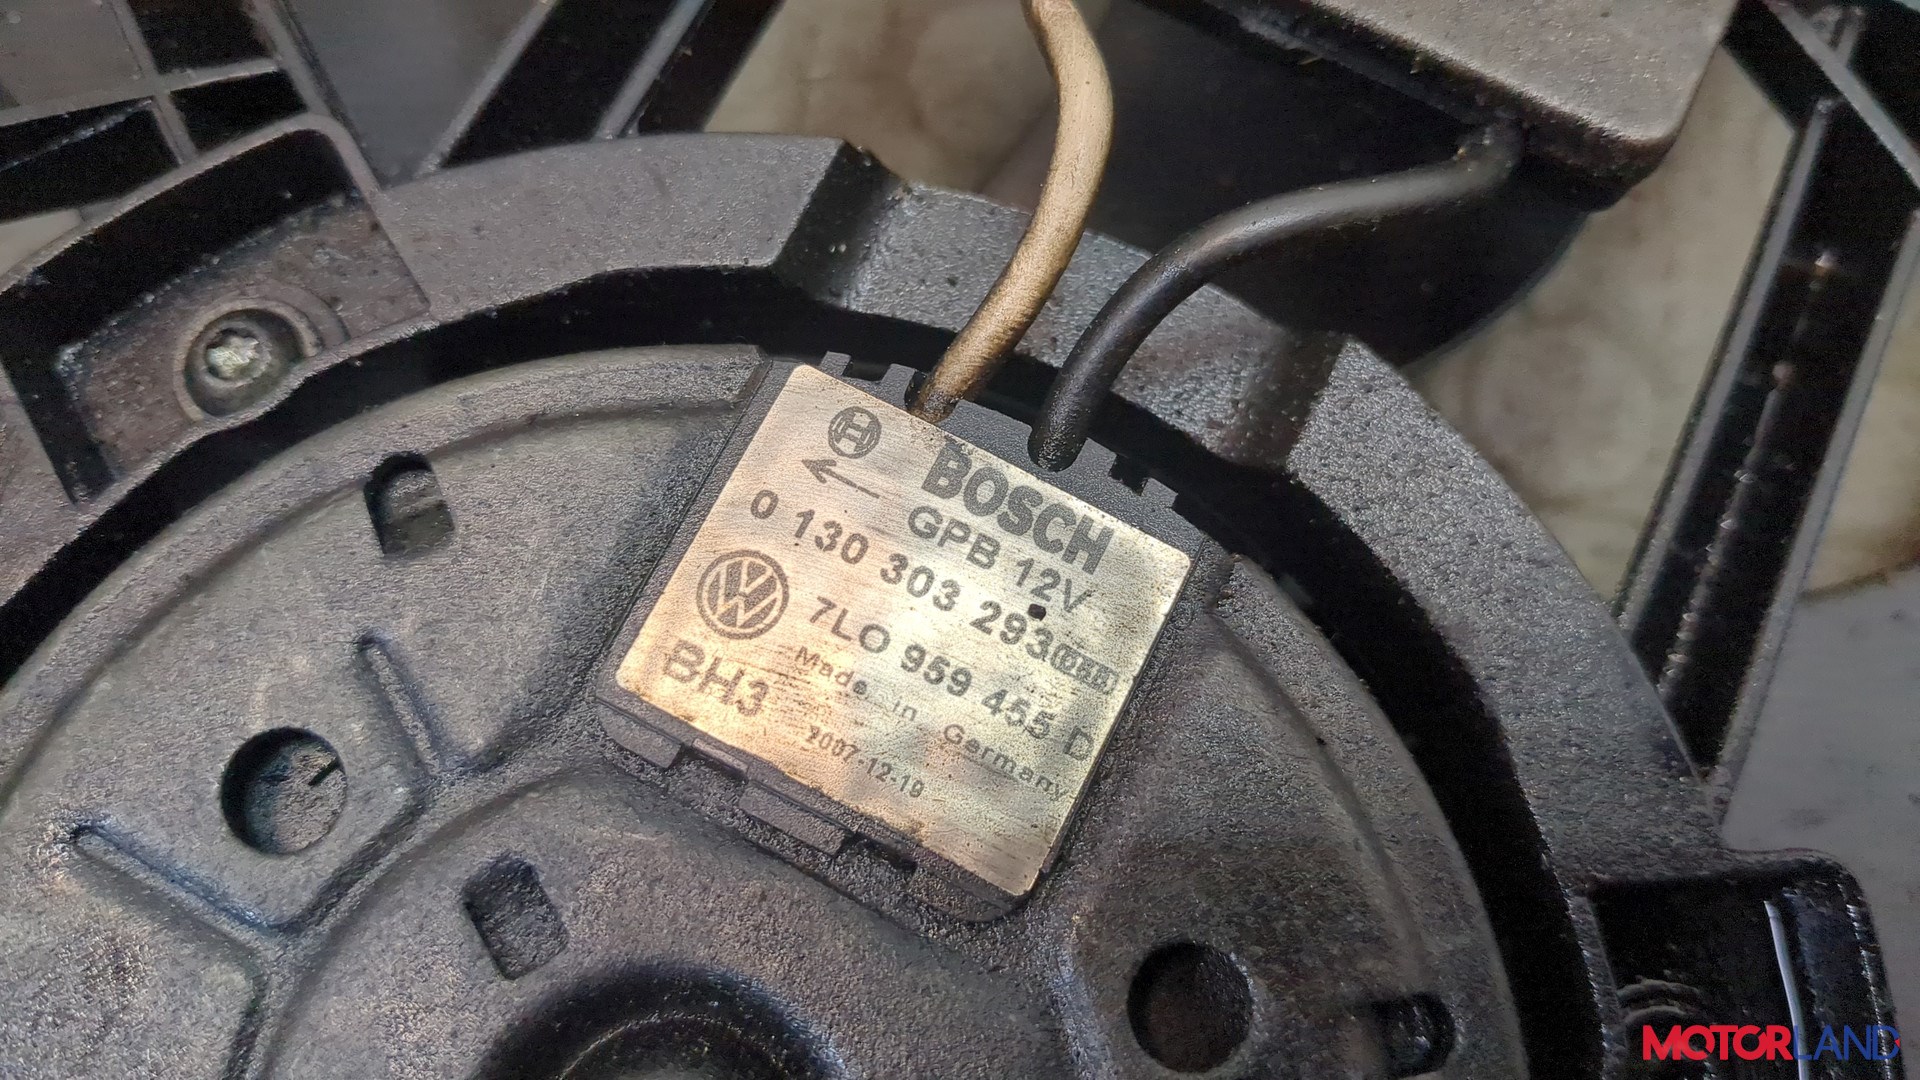 BOSCH
GPB 12V
0 130 303 293
7L0 959 455 D
Made in Germany
BH3
2007-12-19
MOTORLAND